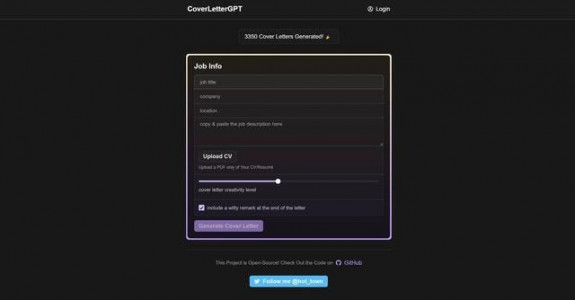 CoverLetterGPT
Login
3350 Cover Letters Generated! 🎉
Job Info
job title
company
location
copy & paste the job description here
Upload CV
Upload a PDF only of Your CV/Resume
cover letter creativity level
include a witty remark at the end of the letter
Generate Cover Letter
This Project is Open-Source! Check Out the Code on GitHub
Follow me @hot_town